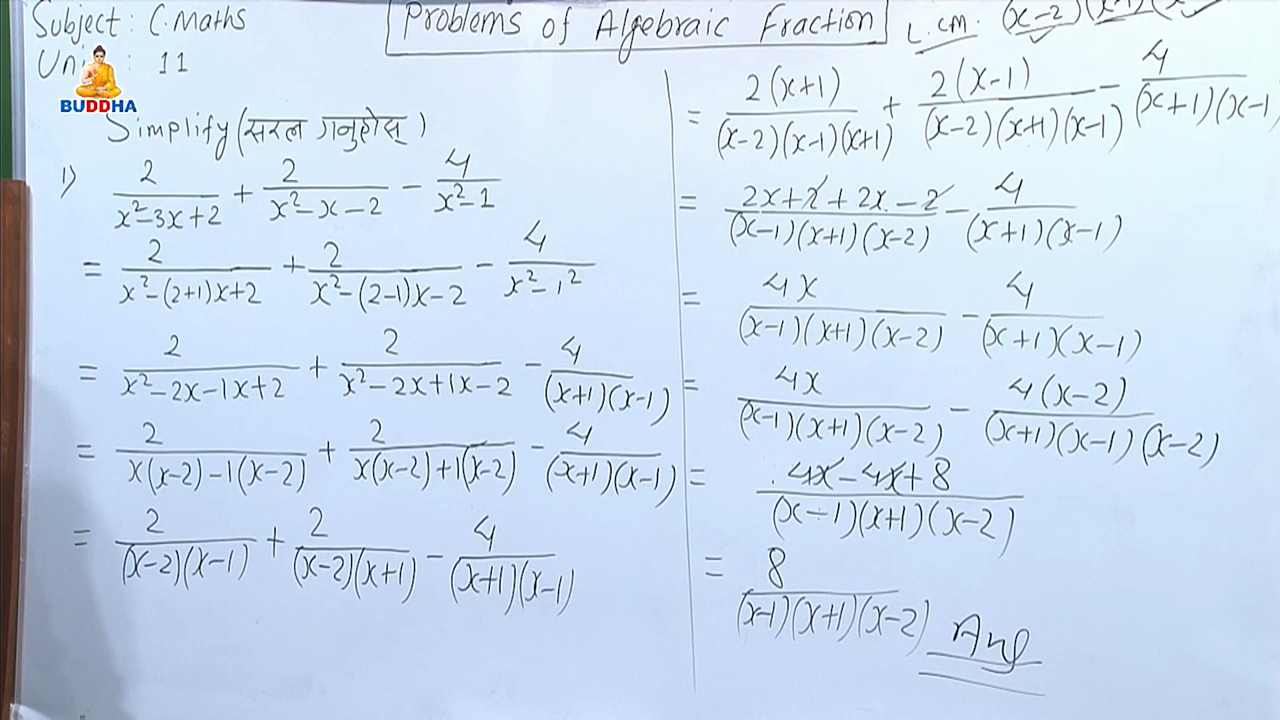 Subject: C. Maths
Problems of Algebraic Fraction
L.C.M. (x-2)(x-1)(x
Uni : 11
BUDDHA
Simplify (सरल गर्नुहोस्)
1) 2/(x²-3x+2) + 2/(x²-x-2) - 4/(x²-1)
= 2/(x²-(2+1)x+2) + 2/(x²-(2-1)x-2) - 4/(x²-1²)
= 2/(x²-2x-1x+2) + 2/(x²-2x+1x-2) - 4/((x+1)(x-1))
= 2/(x(x-2)-1(x-2)) + 2/(x(x-2)+1(x-2)) - 4/((x+1)(x-1))
= 2/((x-2)(x-1)) + 2/((x-2)(x+1)) - 4/((x+1)(x-1))
= 2(x+1)/((x-2)(x-1)(x+1)) + 2(x-1)/((x-2)(x+1)(x-1)) - 4/((x+1)(x-1
= (2x+2+2x-2)/((x-1)(x+1)(x-2)) - 4/((x+1)(x-1))
= 4x/((x-1)(x+1)(x-2)) - 4/((x+1)(x-1))
= 4x/((x-1)(x+1)(x-2)) - 4(x-2)/((x+1)(x-1)(x-2))
= (4x-4x+8)/((x-1)(x+1)(x-2))
= 8/((x-1)(x+1)(x-2)) Ans